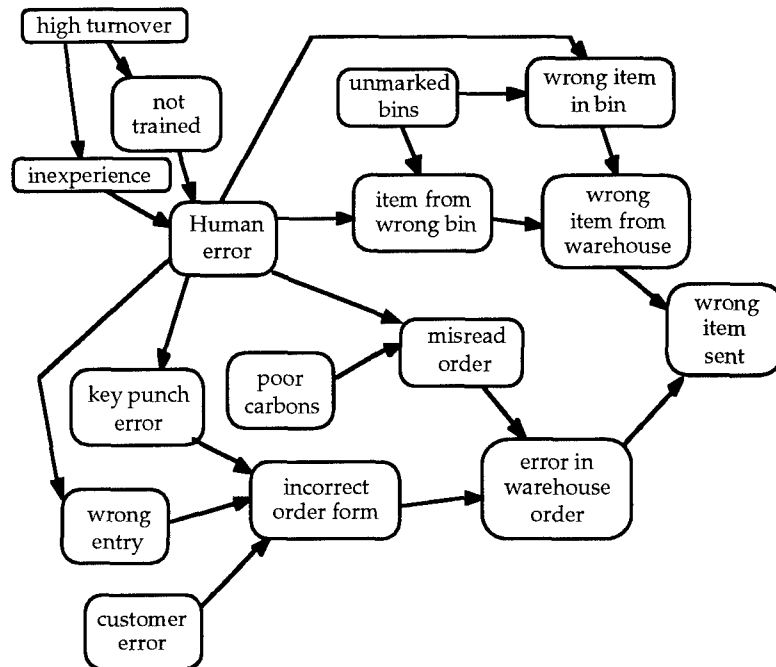 high turnover
not
trained
inexperience
Human
error
unmarked
bins
wrong item
in bin
item from
wrong bin
wrong
item from
warehouse
wrong
item
sent
misread
order
poor
carbons
key punch
error
incorrect
order form
error in
warehouse
order
wrong
entry
customer
error